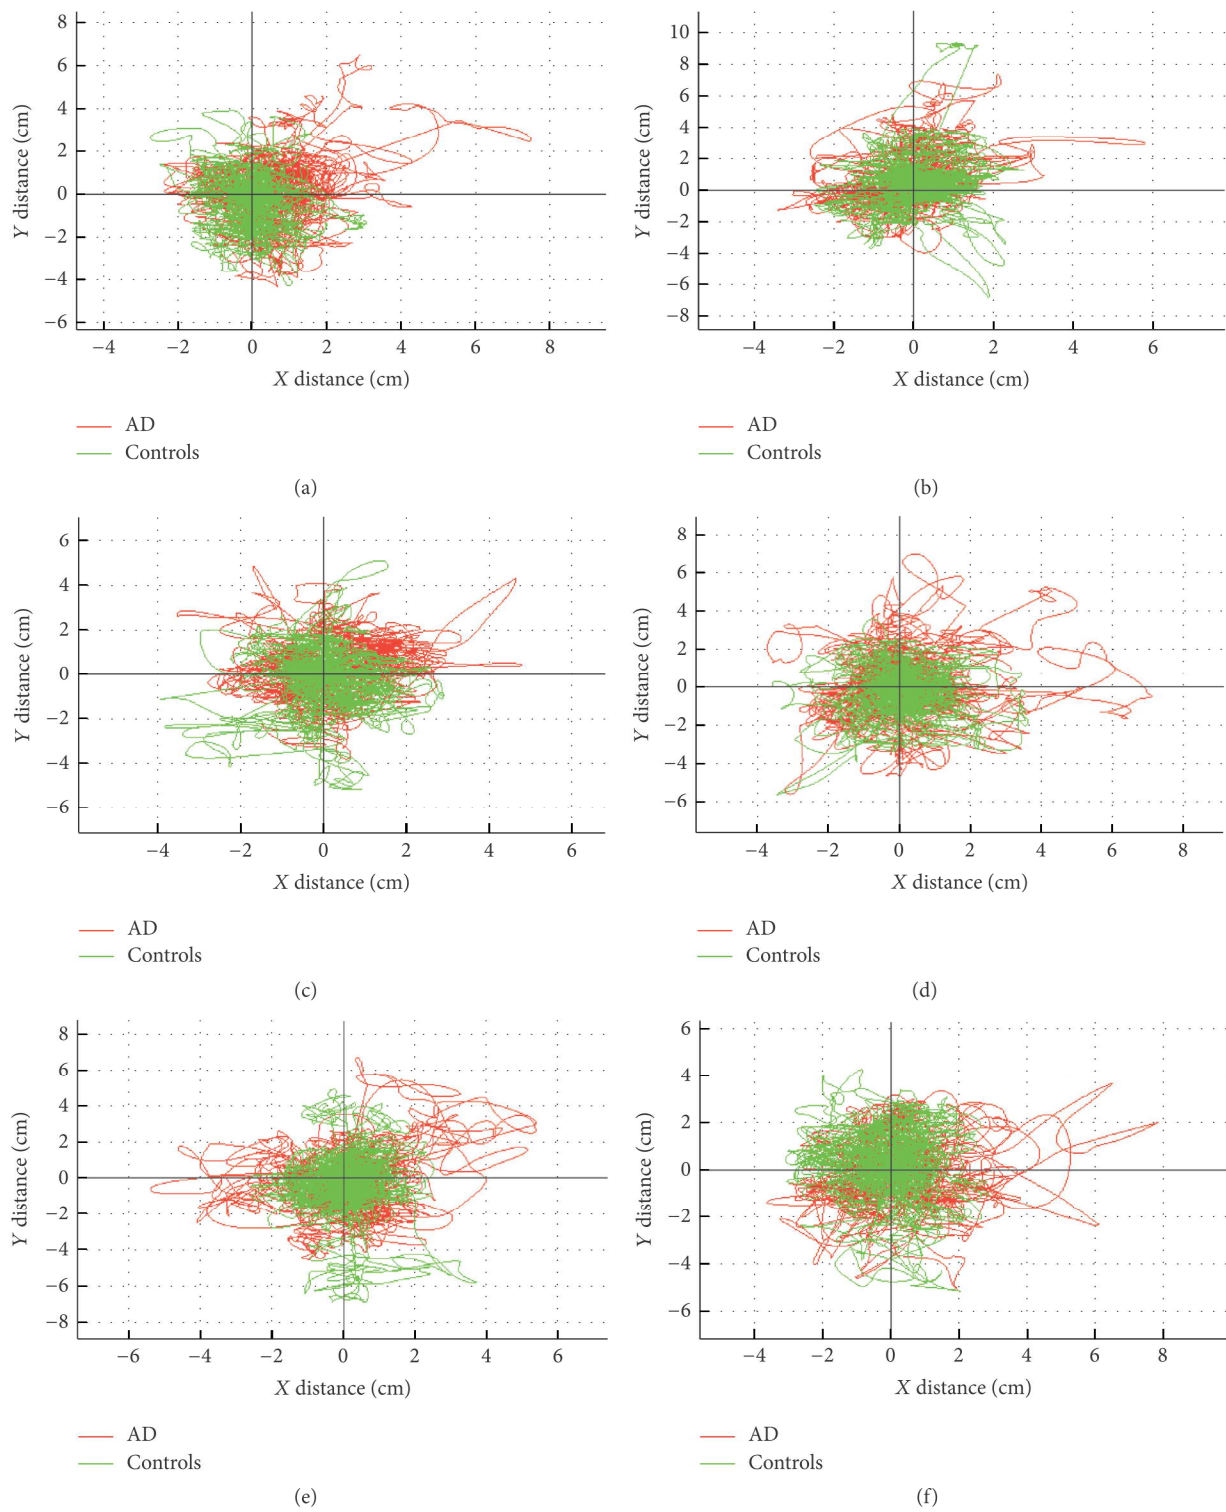 8
6
4
2
0
−2
−4
−6
Y distance (cm)
−4 −2 0 2 4 6 8
X distance (cm)
AD
Controls
(a)
10
8
6
4
2
0
−2
−4
−6
−8
Y distance (cm)
−4 −2 0 2 4 6
X distance (cm)
AD
Controls
(b)
6
4
2
0
−2
−4
−6
Y distance (cm)
−4 −2 0 2 4 6
X distance (cm)
AD
Controls
(c)
8
6
4
2
0
−2
−4
−6
Y distance (cm)
−4 −2 0 2 4 6 8
X distance (cm)
AD
Controls
(d)
8
6
4
2
0
−2
−4
−6
−8
Y distance (cm)
−6 −4 −2 0 2 4 6
X distance (cm)
AD
Controls
(e)
6
4
2
0
−2
−4
−6
Y distance (cm)
−4 −2 0 2 4 6 8
X distance (cm)
AD
Controls
(f)